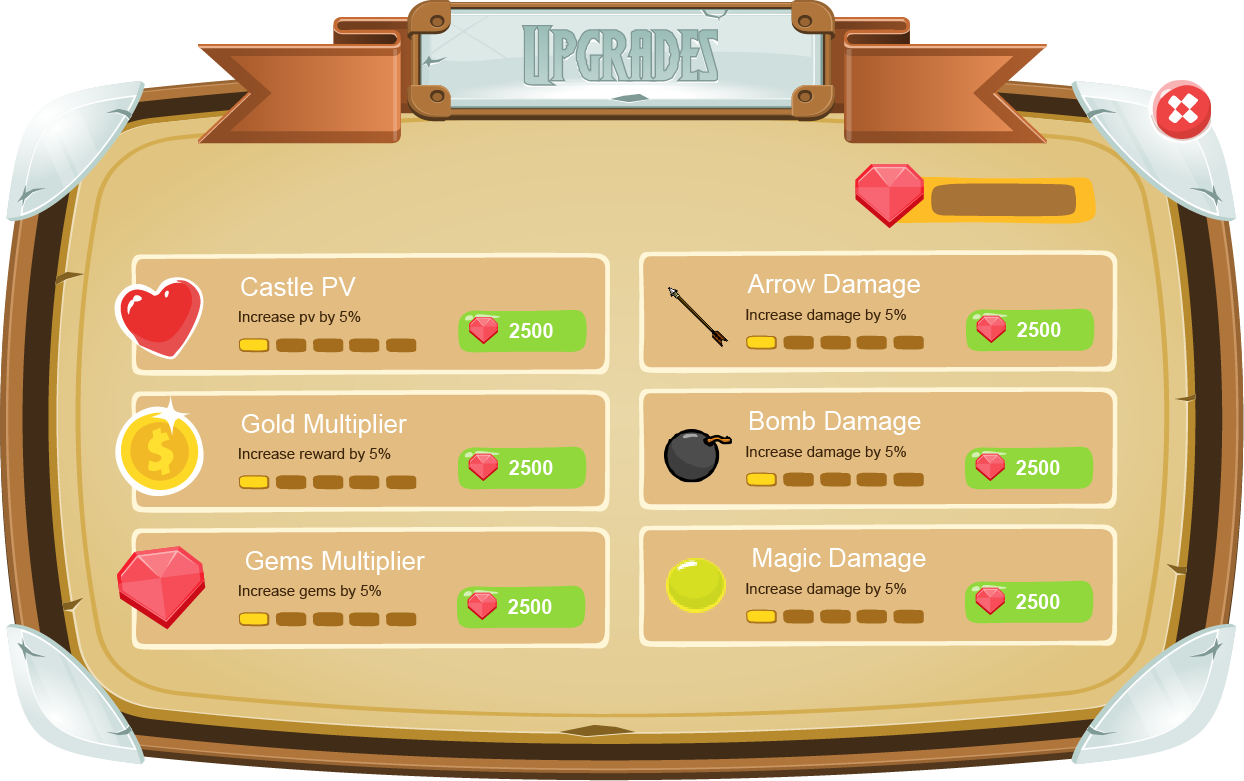 UPGRADES
Castle PV
Increase pv by 5%
2500
Arrow Damage
Increase damage by 5%
2500
Gold Multiplier
Increase reward by 5%
2500
Bomb Damage
Increase damage by 5%
2500
Gems Multiplier
Increase gems by 5%
2500
Magic Damage
Increase damage by 5%
2500